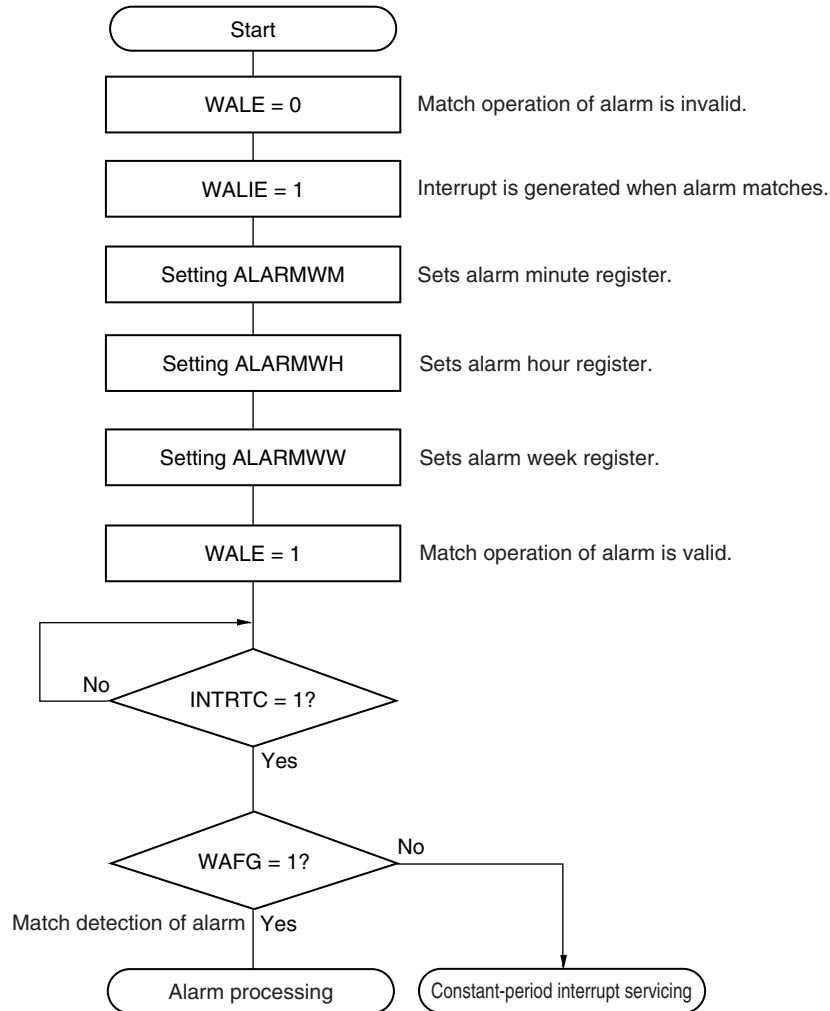 Start
WALE = 0
Match operation of alarm is invalid.
WALIE = 1
Interrupt is generated when alarm matches.
Setting ALARMWM
Sets alarm minute register.
Setting ALARMWH
Sets alarm hour register.
Setting ALARMWW
Sets alarm week register.
WALE = 1
Match operation of alarm is valid.
No
INTRTC = 1?
Yes
WAFG = 1?
No
Match detection of alarm
Yes
Alarm processing
Constant-period interrupt servicing